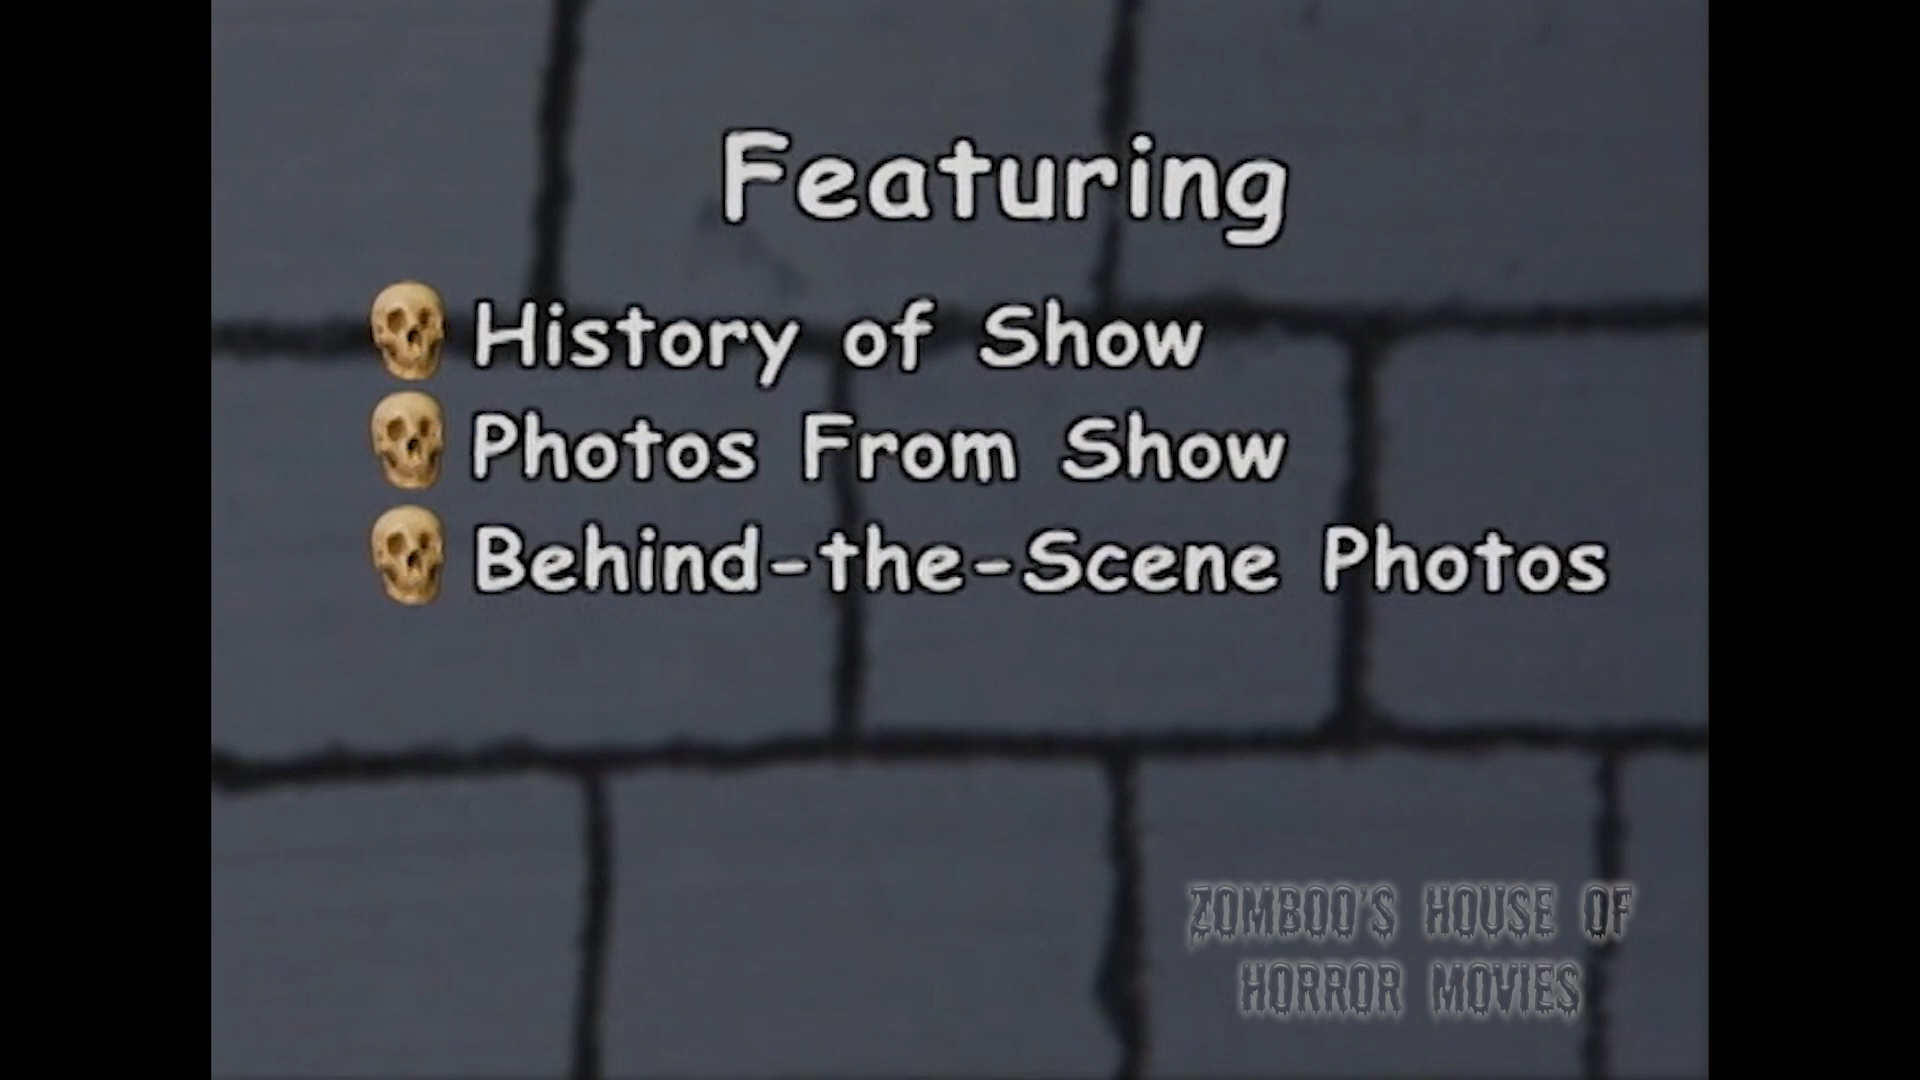 Featuring
History of Show
Photos From Show
Behind-the-Scene Photos
ZOMBOO'S HOUSE OF
HORROR MOVIES